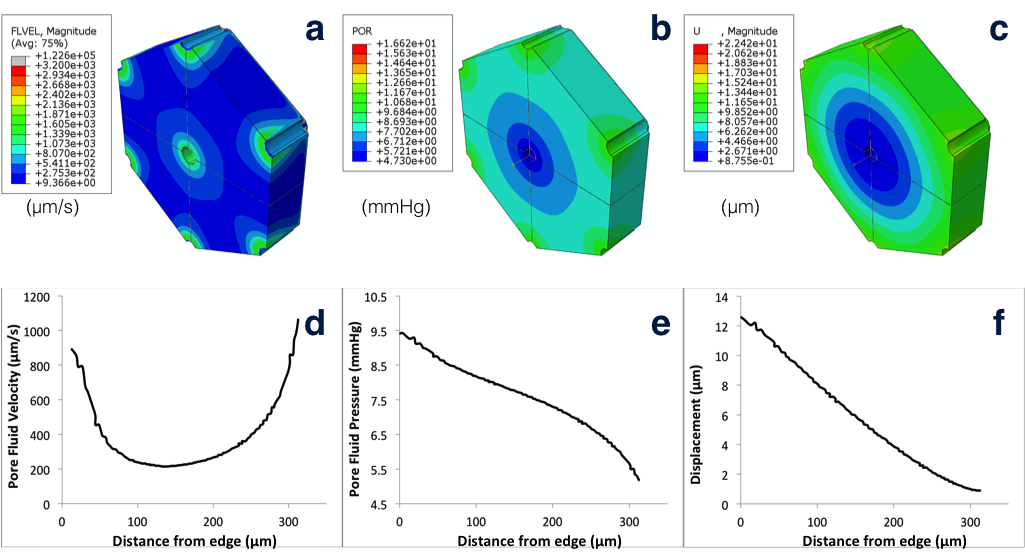 FLVEL, Magnitude
(Avg: 75%)
+1.226e+05
+3.200e+03
+2.934e+03
+2.668e+03
+2.402e+03
+2.136e+03
+1.871e+03
+1.605e+03
+1.339e+03
+1.073e+03
+8.070e+02
+5.411e+02
+2.753e+02
+9.366e+00
(µm/s)
a
POR
+1.662e+01
+1.563e+01
+1.464e+01
+1.365e+01
+1.266e+01
+1.167e+01
+1.068e+01
+9.684e+00
+8.693e+00
+7.702e+00
+6.712e+00
+5.721e+00
+4.730e+00
(mmHg)
b
U , Magnitude
+2.242e+01
+2.062e+01
+1.883e+01
+1.703e+01
+1.524e+01
+1.344e+01
+1.165e+01
+9.852e+00
+8.057e+00
+6.262e+00
+4.466e+00
+2.671e+00
+8.755e-01
(µm)
c
d
Pore Fluid Velocity (µm/s)
1200
1000
800
600
400
200
0
0 100 200 300
Distance from edge (µm)
e
Pore Fluid Pressure (mmHg)
10.5
9.5
8.5
7.5
6.5
5.5
4.5
0 100 200 300
Distance from edge (µm)
f
Displacement (µm)
14
12
10
8
6
4
2
0
0 100 200 300
Distance from edge (µm)